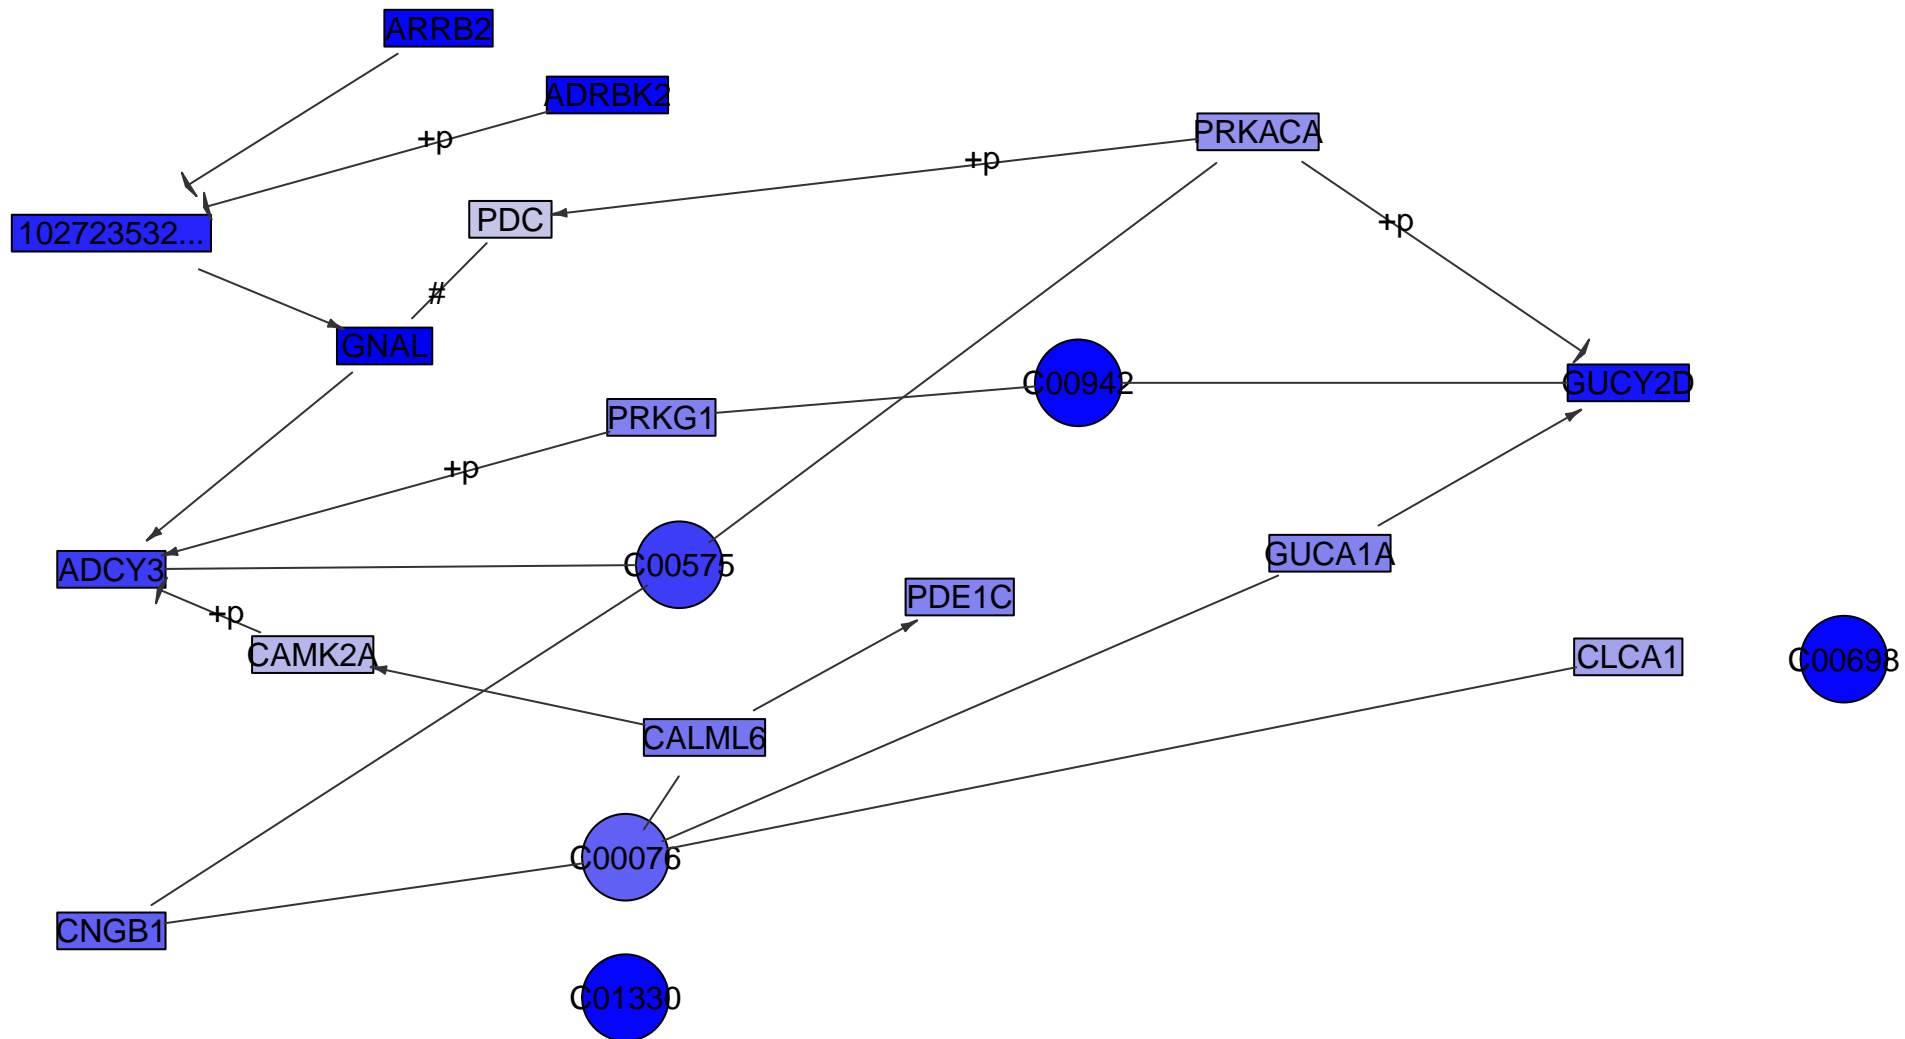 ARRB2
ADRBK2
PRKACA
+p
+p
PDC
+p
102723532...
#
GNAL
C00942
GUCY2D
PRKG1
+p
GUCA1A
C00575
ADCY3
PDE1C
+p
CAMK2A
CLCA1
C00698
CALML6
C00076
CNGB1
C01330